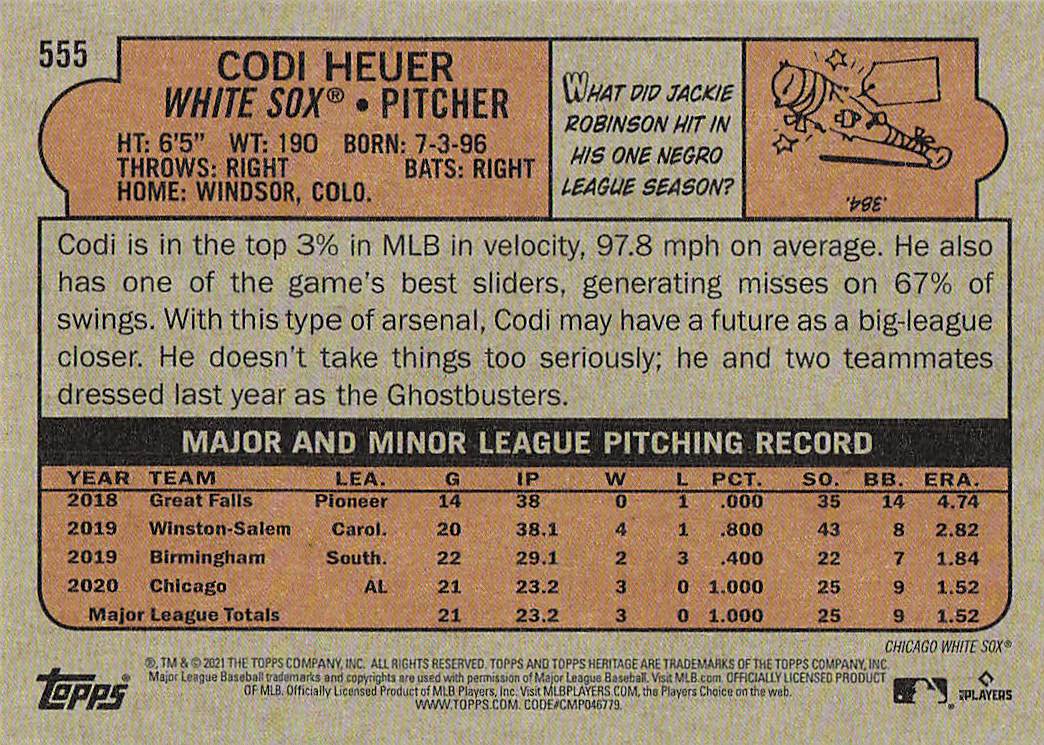 555
CODI HEUER
WHITE SOX® • PITCHER
HT: 6'5" WT: 190 BORN: 7-3-96
THROWS: RIGHT BATS: RIGHT
HOME: WINDSOR, COLO.
WHAT DID JACKIE
ROBINSON HIT IN
HIS ONE NEGRO
LEAGUE SEASON?
.384.
Codi is in the top 3% in MLB in velocity, 97.8 mph on average. He also
has one of the game's best sliders, generating misses on 67% of
swings. With this type of arsenal, Codi may have a future as a big-league
closer. He doesn't take things too seriously; he and two teammates
dressed last year as the Ghostbusters.
MAJOR AND MINOR LEAGUE PITCHING RECORD
YEAR TEAM LEA. G IP W L PCT. SO. BB. ERA.
2018 Great Falls Pioneer 14 38 0 1 .000 35 14 4.74
2019 Winston-Salem Carol. 20 38.1 4 1 .800 43 8 2.82
2019 Birmingham South. 22 29.1 2 3 .400 22 7 1.84
2020 Chicago AL 21 23.2 3 0 1.000 25 9 1.52
Major League Totals 21 23.2 3 0 1.000 25 9 1.52
CHICAGO WHITE SOX®
®, TM & © 2021 THE TOPPS COMPANY, INC. ALL RIGHTS RESERVED. TOPPS AND TOPPS HERITAGE ARE TRADEMARKS OF THE TOPPS COMPANY, INC.
Major League Baseball trademarks and copyrights are used with permission of Major League Baseball. Visit MLB.com. OFFICIALLY LICENSED PRODUCT
OF MLB. Officially Licensed Product of MLB Players, Inc. Visit MLBPLAYERS.COM, the Players Choice on the web.
WWW.TOPPS.COM. CODE#CMP046779.
Topps®
MLB PLAYERS